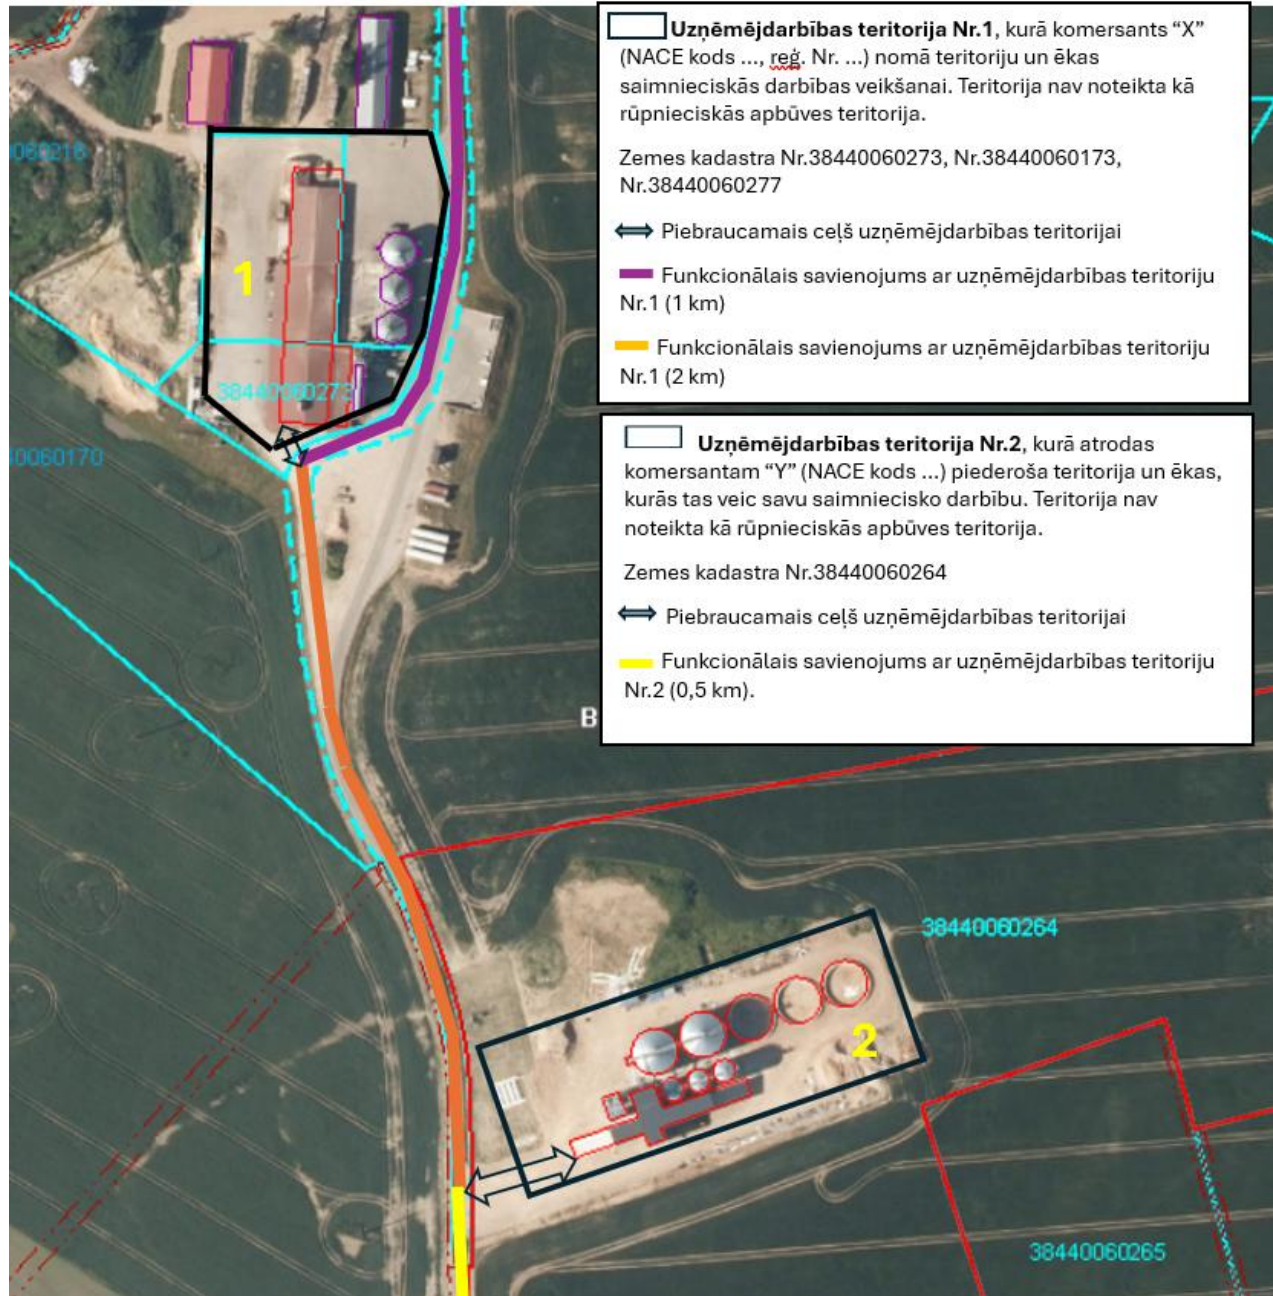 Uzņēmējdarbības teritorija Nr.1, kurā komersants “X”
(NACE kods ..., reģ. Nr. ...) nomā teritoriju un ēkas
saimnieciskās darbības veikšanai. Teritorija nav noteikta kā
rūpnieciskās apbūves teritorija.
Zemes kadastra Nr.38440060273, Nr.38440060173,
Nr.38440060277
Piebraucamais ceļš uzņēmējdarbības teritorijai
Funkcionālais savienojums ar uzņēmējdarbības teritoriju
Nr.1 (1 km)
Funkcionālais savienojums ar uzņēmējdarbības teritoriju
Nr.1 (2 km)
Uzņēmējdarbības teritorija Nr.2, kurā atrodas
komersantam “Y” (NACE kods ...) piederoša teritorija un ēkas,
kurās tas veic savu saimniecisko darbību. Teritorija nav
noteikta kā rūpnieciskās apbūves teritorija.
Zemes kadastra Nr.38440060264
Piebraucamais ceļš uzņēmējdarbības teritorijai
Funkcionālais savienojums ar uzņēmējdarbības teritoriju
Nr.2 (0,5 km).
1
38440060273
0060170
B
38440060264
2
38440060265